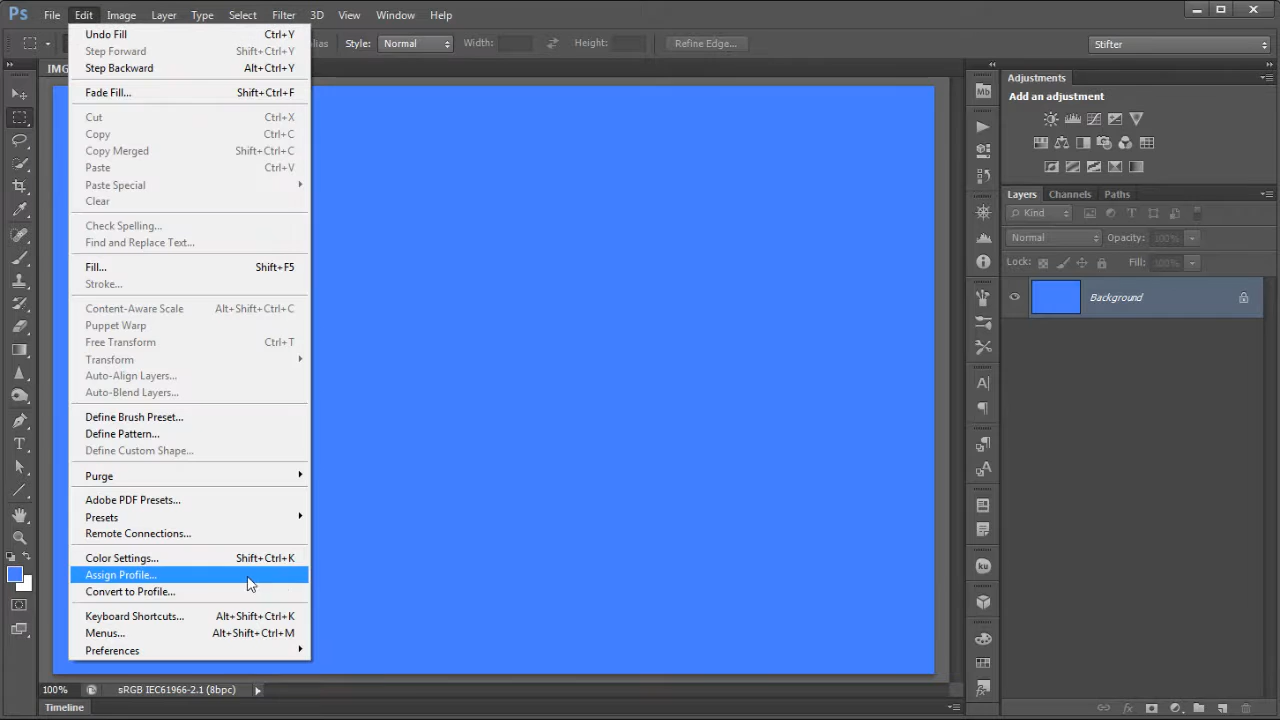 Ps File Edit Image Layer Type Select Filter 3D View Window Help
Style: Normal Width: Height: Refine Edge... Stifter
IMG
Undo Fill Ctrl+Y
Step Forward Shift+Ctrl+Y
Step Backward Alt+Ctrl+Y
Fade Fill... Shift+Ctrl+F
Cut Ctrl+X
Copy Ctrl+C
Copy Merged Shift+Ctrl+C
Paste Ctrl+V
Paste Special
Clear
Check Spelling...
Find and Replace Text...
Fill... Shift+F5
Stroke...
Content-Aware Scale Alt+Shift+Ctrl+C
Puppet Warp
Free Transform Ctrl+T
Transform
Auto-Align Layers...
Auto-Blend Layers...
Define Brush Preset...
Define Pattern...
Define Custom Shape...
Purge
Adobe PDF Presets...
Presets
Remote Connections...
Color Settings... Shift+Ctrl+K
Assign Profile...
Convert to Profile...
Keyboard Shortcuts... Alt+Shift+Ctrl+K
Menus... Alt+Shift+Ctrl+M
Preferences
Mb
ku
Adjustments
Add an adjustment
Layers Channels Paths
Kind
Normal Opacity: 100%
Lock: Fill: 100%
Background
100% sRGB IEC61966-2.1 (8bpc)
Timeline